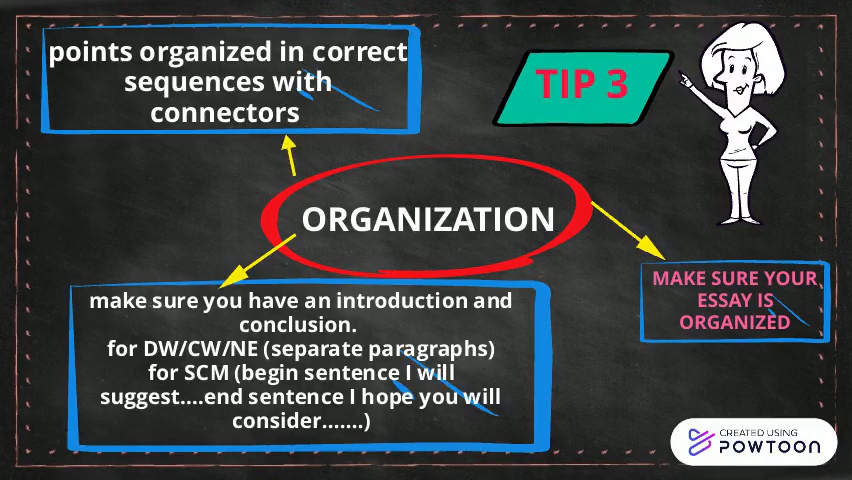 points organized in correct
sequences with
connectors
TIP 3
ORGANIZATION
make sure you have an introduction and
conclusion.
for DW/CW/NE (separate paragraphs)
for SCM (begin sentence I will
suggest....end sentence I hope you will
consider.......)
MAKE SURE YOUR
ESSAY IS
ORGANIZED
CREATED USING
POWTOON